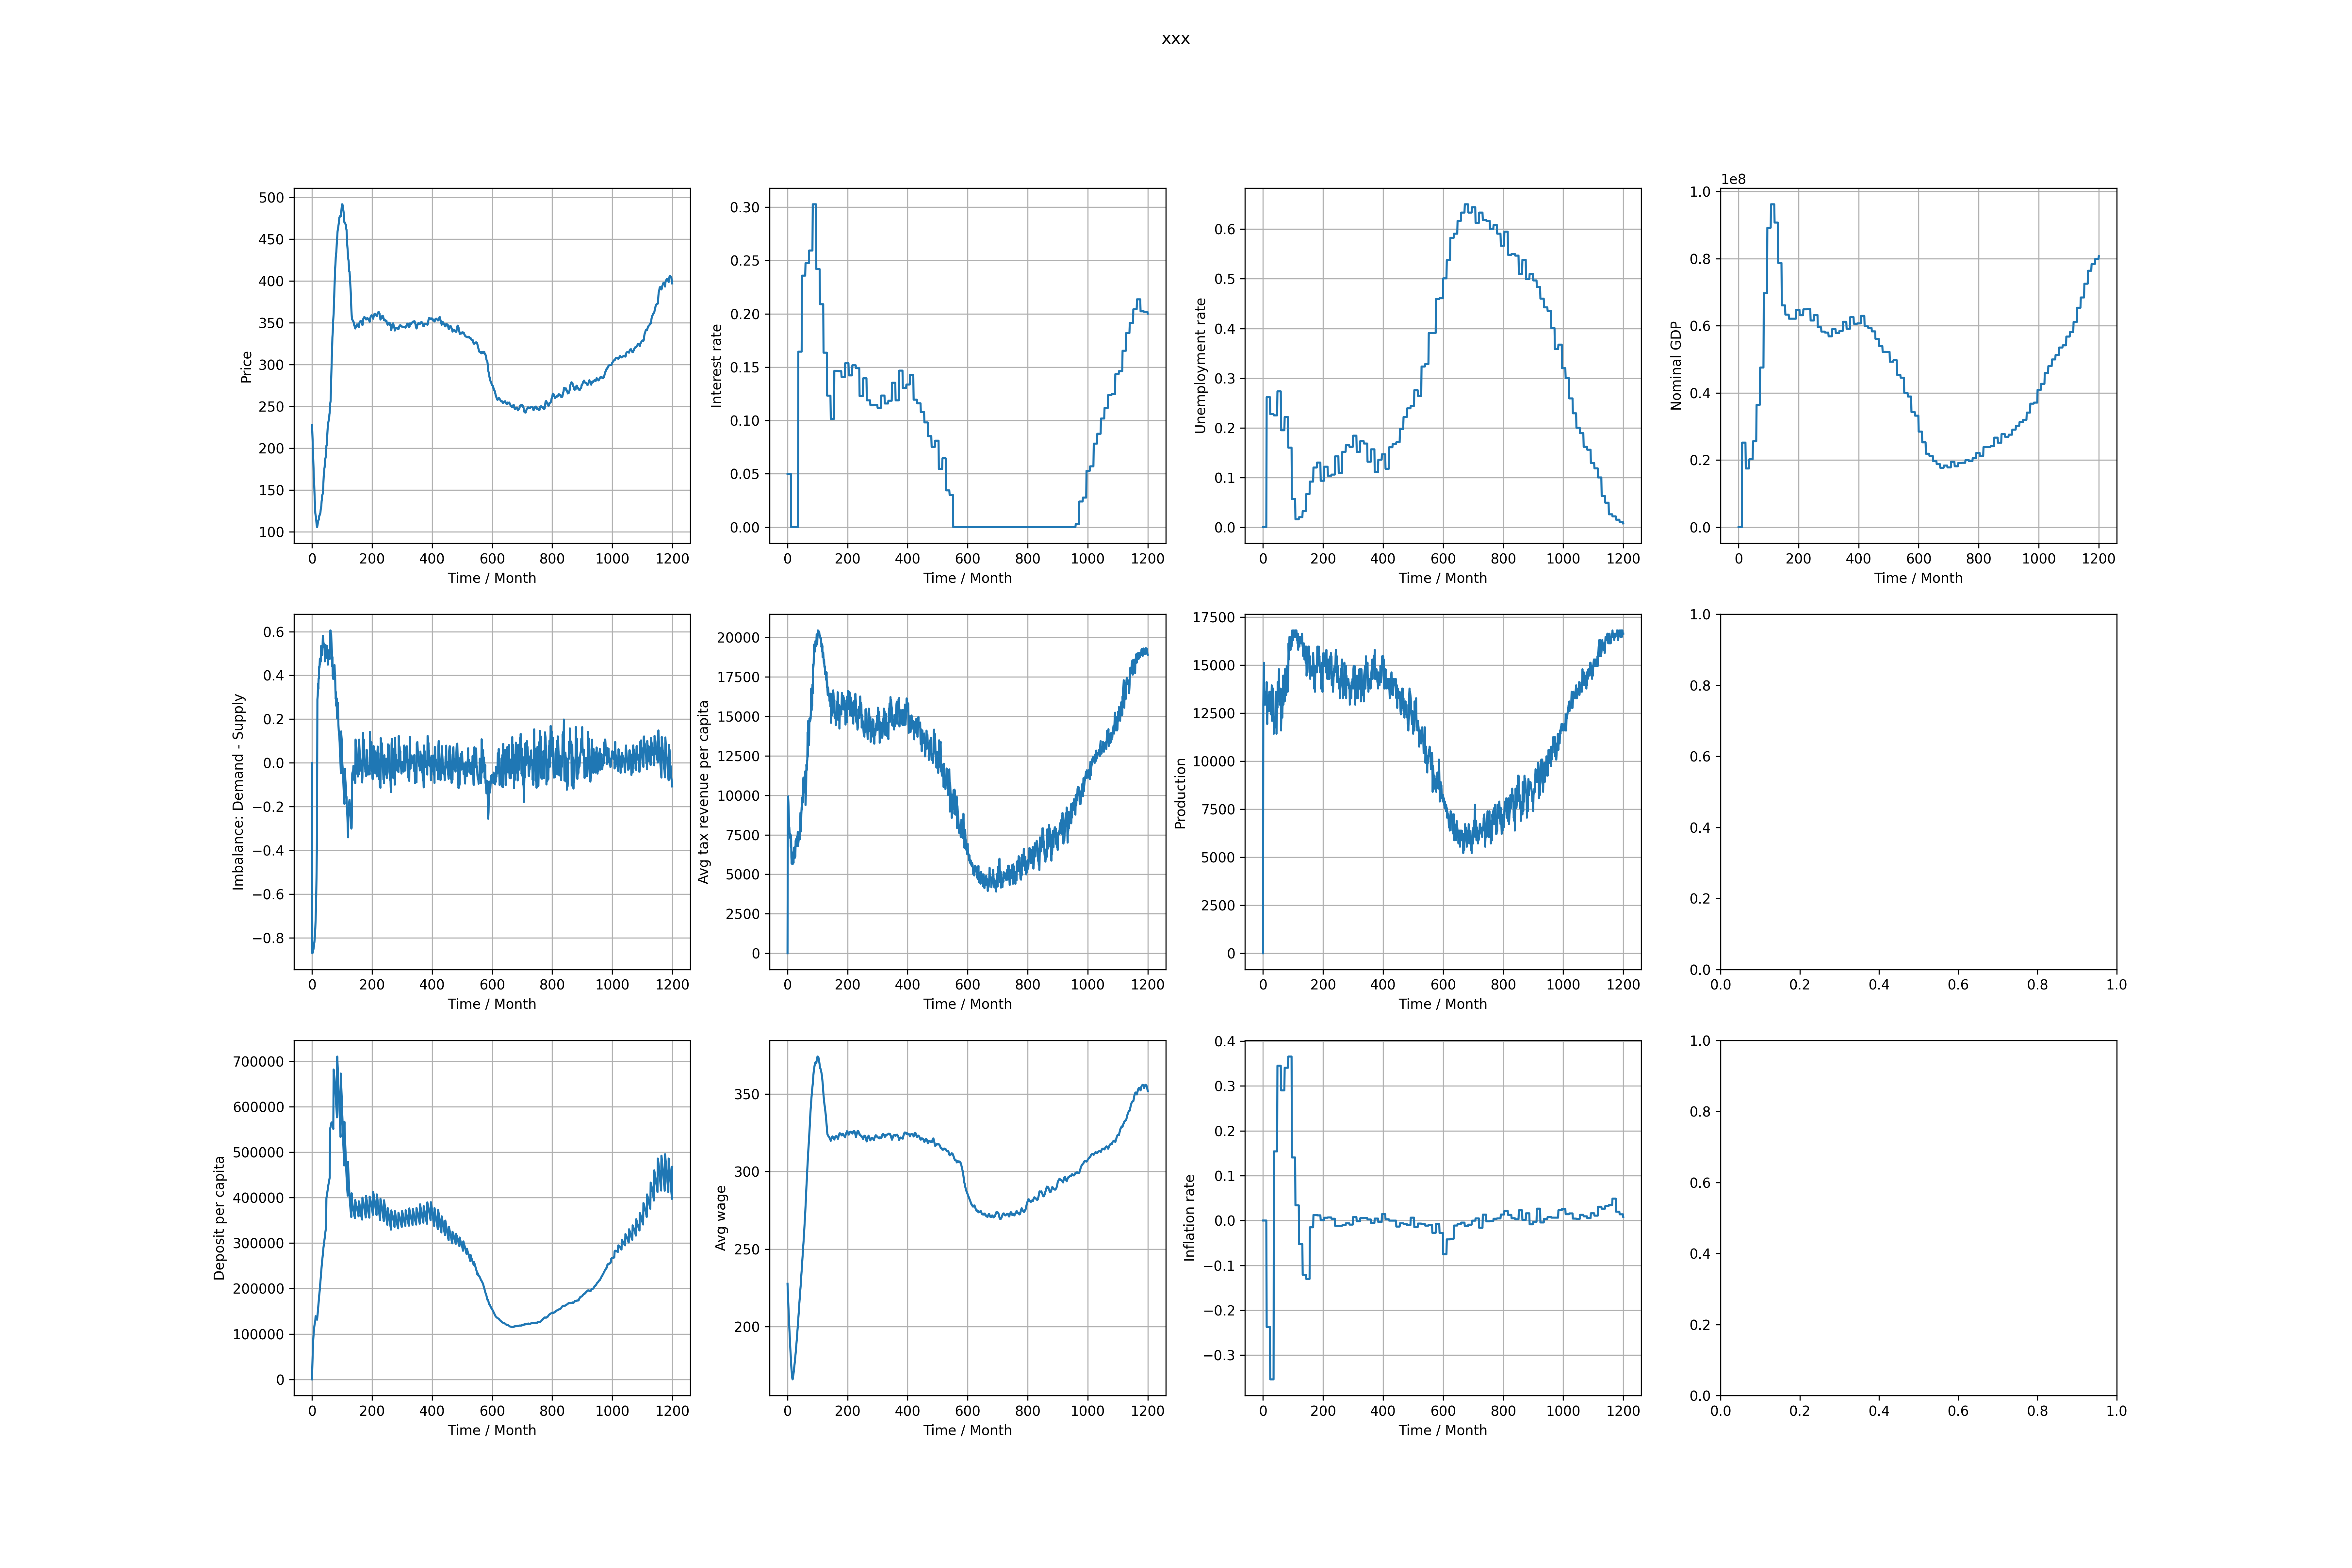 xxx
500
450
400
350
300
250
200
150
100
Price
0 200 400 600 800 1000 1200
Time / Month
0.30
0.25
0.20
0.15
0.10
0.05
0.00
Interest rate
0 200 400 600 800 1000 1200
Time / Month
0.6
0.5
0.4
0.3
0.2
0.1
0.0
Unemployment rate
0 200 400 600 800 1000 1200
Time / Month
1e8
1.0
0.8
0.6
0.4
0.2
0.0
Nominal GDP
0 200 400 600 800 1000 1200
Time / Month
0.6
0.4
0.2
0.0
−0.2
−0.4
−0.6
−0.8
Imbalance: Demand - Supply
0 200 400 600 800 1000 1200
Time / Month
20000
17500
15000
12500
10000
7500
5000
2500
0
Avg tax revenue per capita
0 200 400 600 800 1000 1200
Time / Month
17500
15000
12500
10000
7500
5000
2500
0
Production
0 200 400 600 800 1000 1200
Time / Month
1.0
0.8
0.6
0.4
0.2
0.0
0.0 0.2 0.4 0.6 0.8 1.0
700000
600000
500000
400000
300000
200000
100000
0
Deposit per capita
0 200 400 600 800 1000 1200
Time / Month
350
300
250
200
Avg wage
0 200 400 600 800 1000 1200
Time / Month
0.4
0.3
0.2
0.1
0.0
−0.1
−0.2
−0.3
Inflation rate
0 200 400 600 800 1000 1200
Time / Month
1.0
0.8
0.6
0.4
0.2
0.0
0.0 0.2 0.4 0.6 0.8 1.0